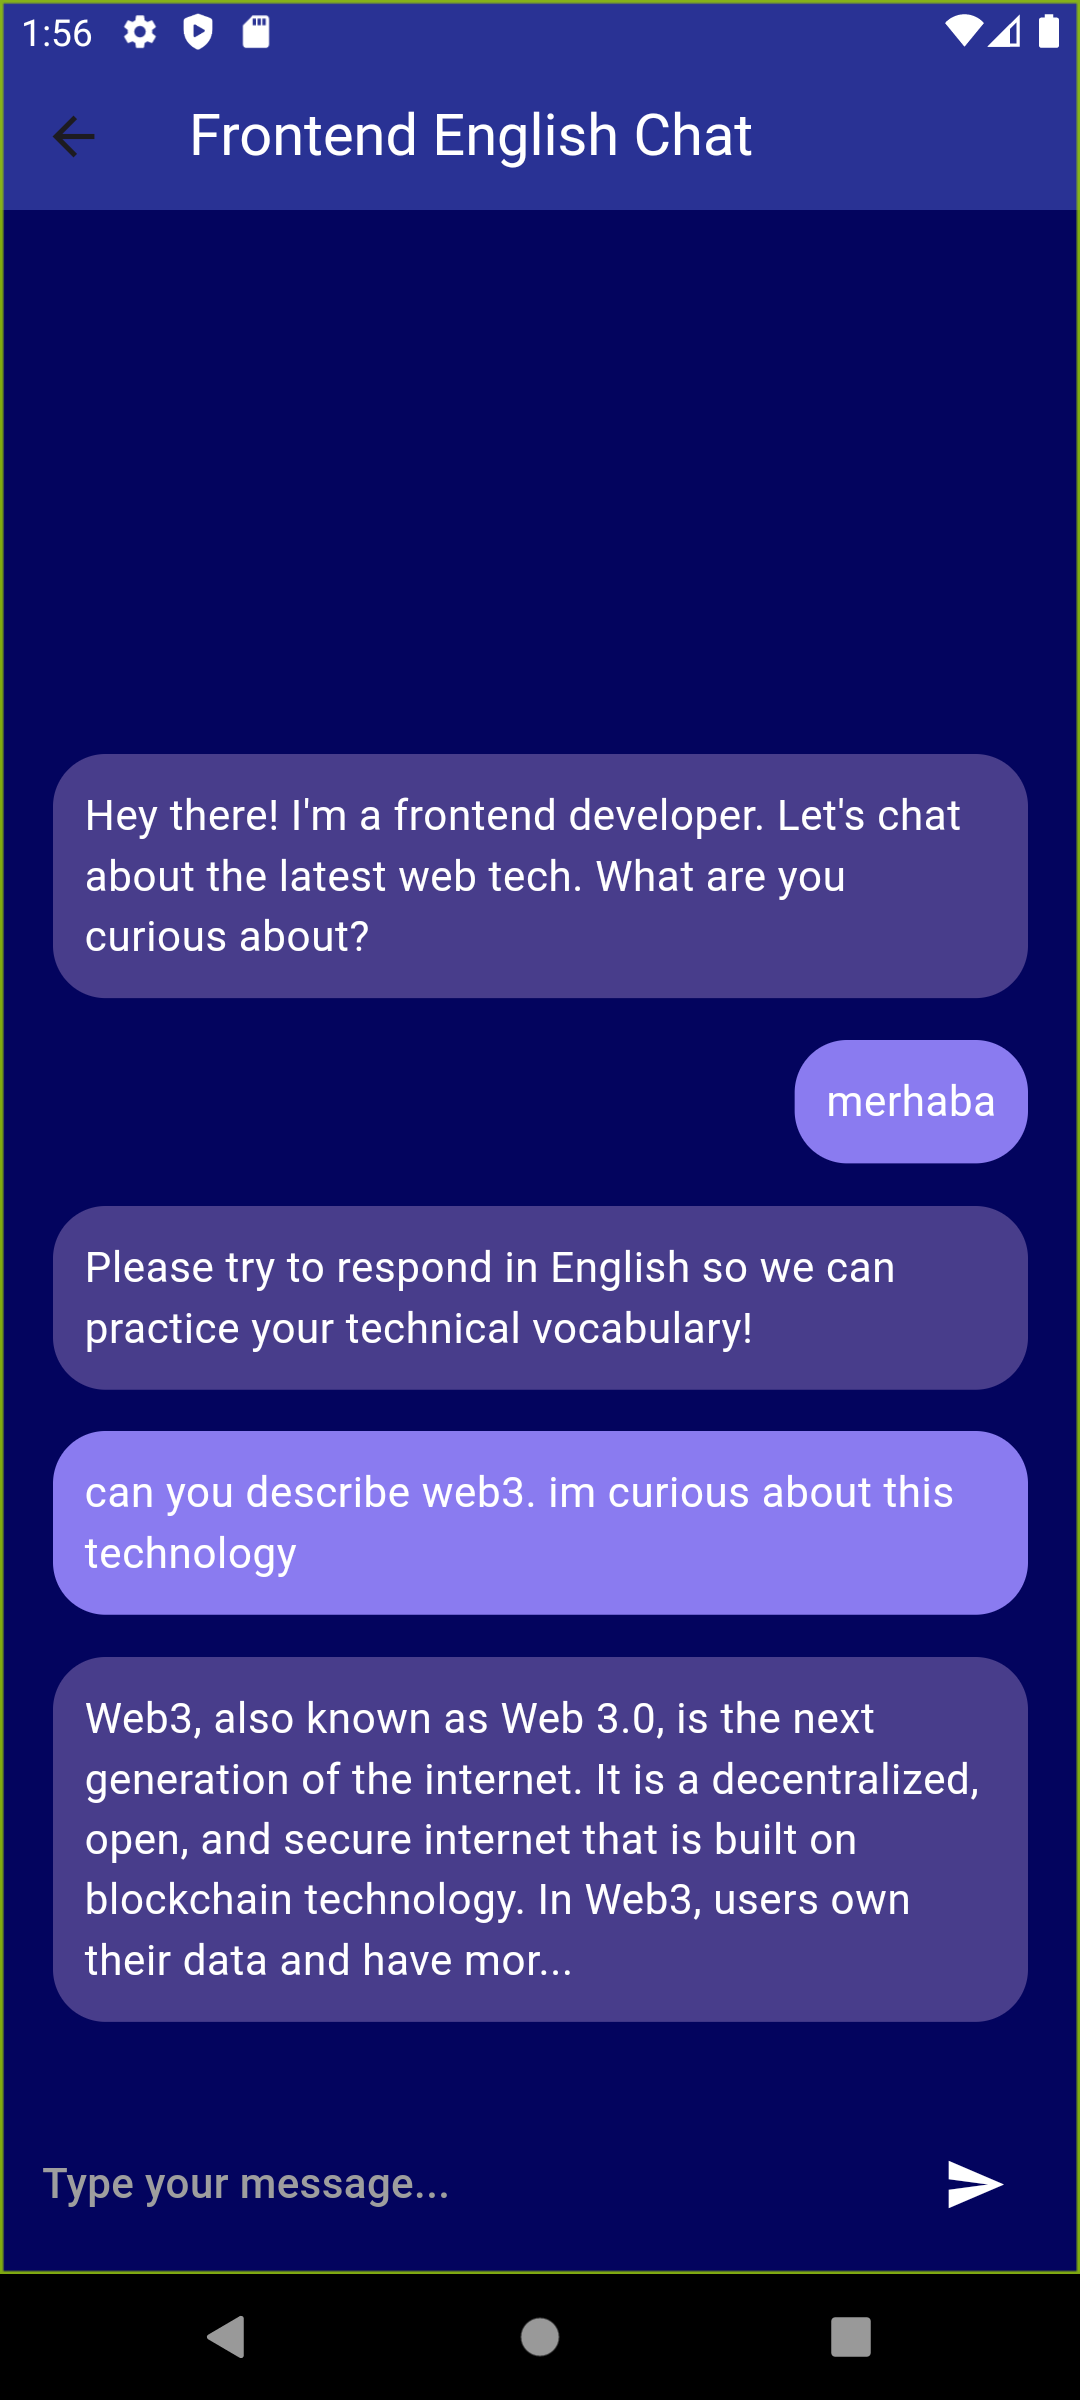 1:56
Frontend English Chat
Hey there! I'm a frontend developer. Let's chat
about the latest web tech. What are you
curious about?
merhaba
Please try to respond in English so we can
practice your technical vocabulary!
can you describe web3. im curious about this
technology
Web3, also known as Web 3.0, is the next
generation of the internet. It is a decentralized,
open, and secure internet that is built on
blockchain technology. In Web3, users own
their data and have mor...
Type your message...